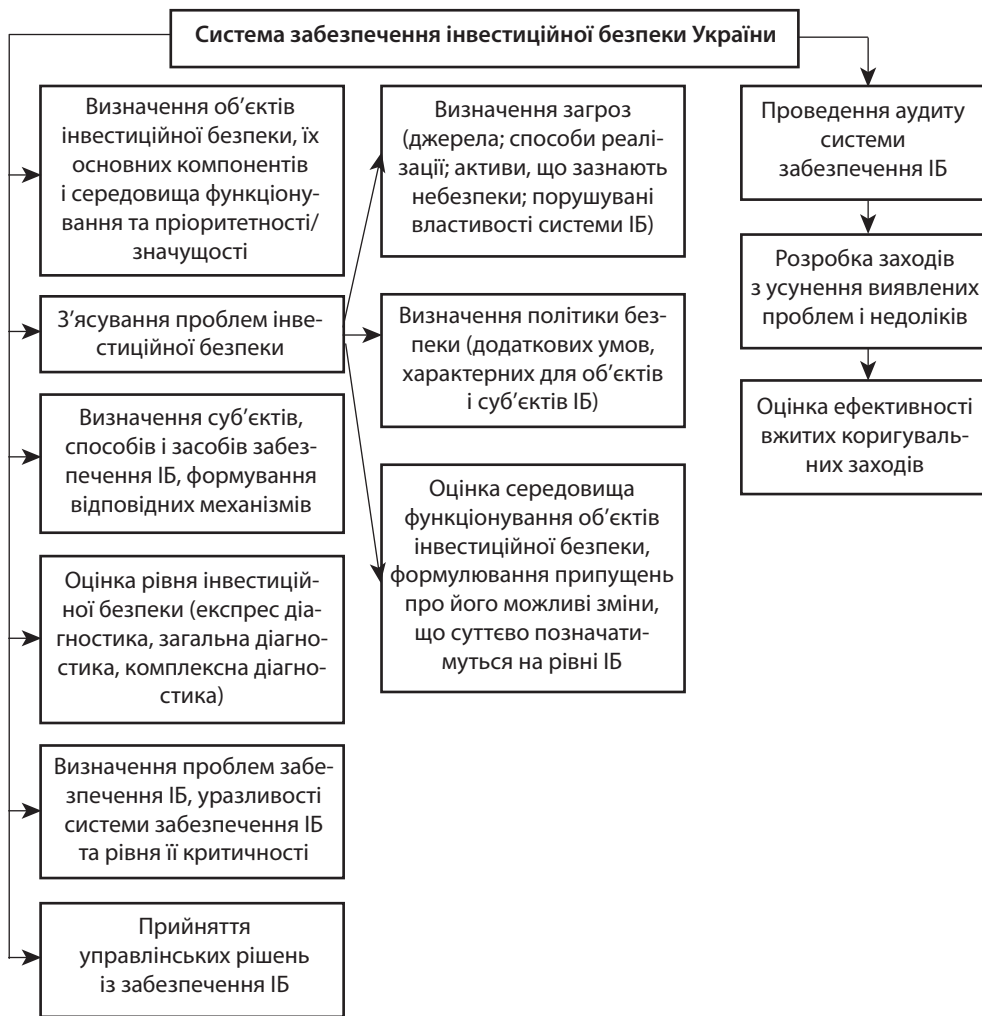 Система забезпечення інвестиційної безпеки України
Визначення об’єктів
інвестиційної безпеки, їх
основних компонентів
і середовища функціону-
вання та пріоритетності/
значущості
З’ясування проблем інве-
стиційної безпеки
Визначення суб’єктів,
способів і засобів забез-
печення ІБ, формування
відповідних механізмів
Оцінка рівня інвестицій-
ної безпеки (експрес діа-
гностика, загальна діагно-
стика, комплексна діагно-
стика)
Визначення проблем забе-
зпечення ІБ, уразливості
системи забезпечення ІБ
та рівня її критичності
Прийняття
управлінських рішень
із забезпечення ІБ
Визначення загроз
(джерела; способи реалі-
зації; активи, що зазнають
небезпеки; порушувані
властивості системи ІБ)
Визначення політики без-
пеки (додаткових умов,
характерних для об’єктів
і суб’єктів ІБ)
Оцінка середовища
функціонування об’єктів
інвестиційної безпеки,
формулювання припущень
про його можливі зміни,
що суттєво позначати-
муться на рівні ІБ
Проведення аудиту
системи
забезпечення ІБ
Розробка заходів
з усунення виявлених
проблем і недоліків
Оцінка ефективності
вжитих коригуваль-
них заходів